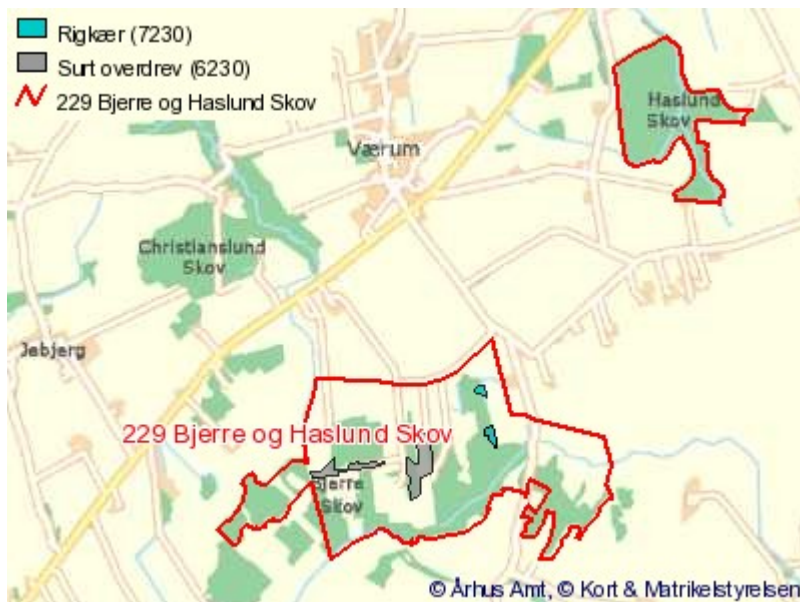 Rigkær (7230)
Surt overdrev (6230)
229 Bjerre og Haslund Skov
Haslund
Skov
Værum
Christianslund
Skov
Jebjerg
229 Bjerre og Haslund Skov
Bjerre
Skov
© Århus Amt, © Kort & Matrikelstyrelsen